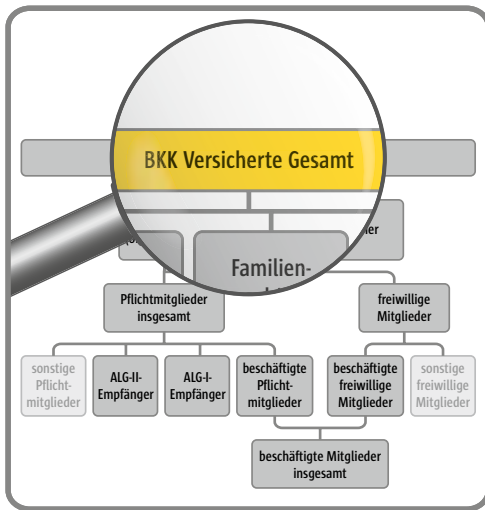 BKK Versicherte Gesamt
Familien-
Pflichtmitglieder
insgesamt
freiwillige
Mitglieder
sonstige
Pflicht-
mitglieder
ALG-II-
Empfänger
ALG-I-
Empfänger
beschäftigte
Pflicht-
mitglieder
beschäftigte
freiwillige
Mitglieder
sonstige
freiwillige
Mitglieder
beschäftigte Mitglieder
insgesamt